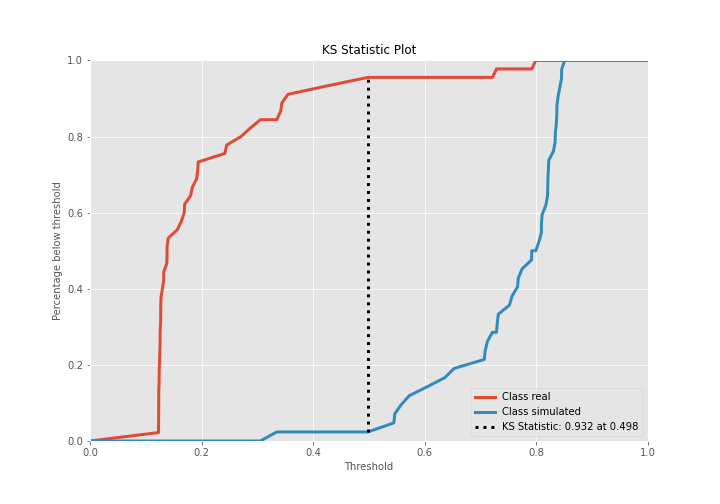 KS Statistic Plot
1.0
0.8
0.6
0.4
0.2
0.0
Percentage below threshold
Class real
Class simulated
KS Statistic: 0.932 at 0.498
0.0 0.2 0.4 0.6 0.8 1.0
Threshold